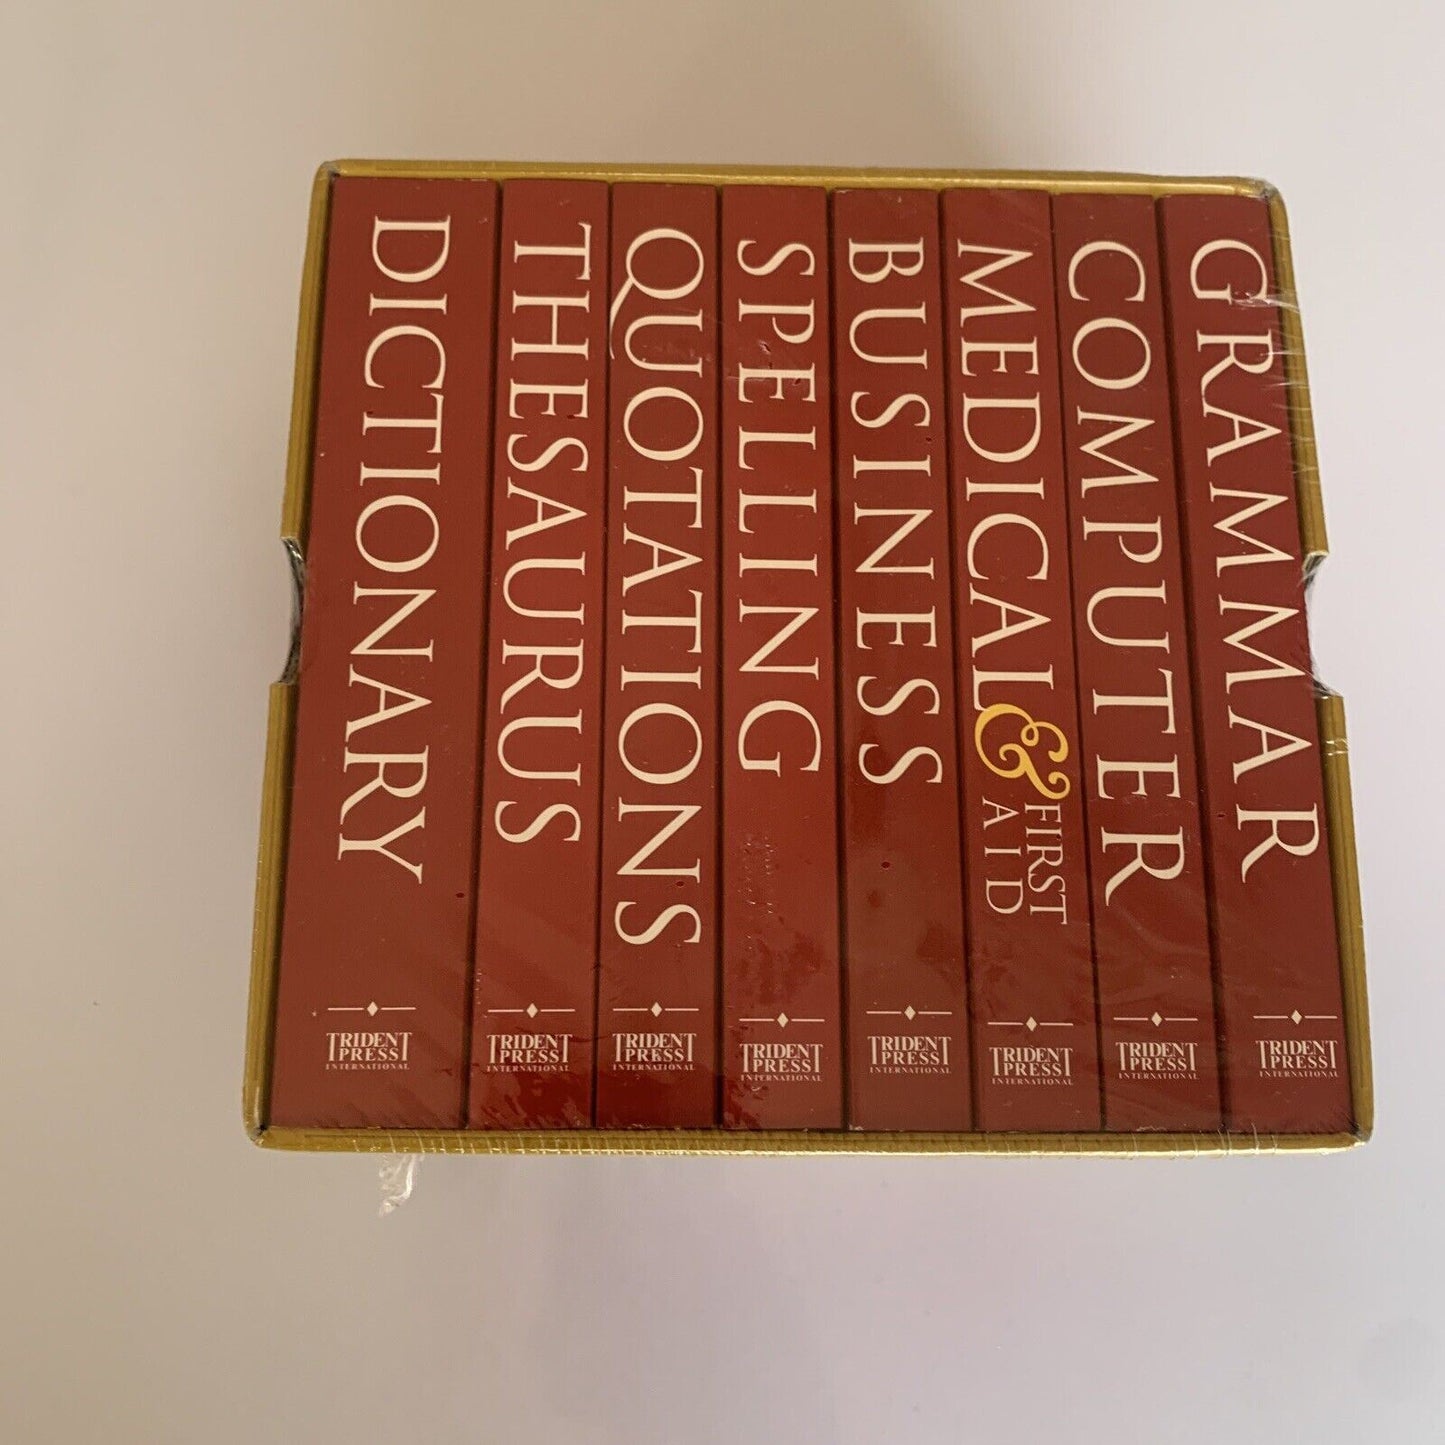 DICTIONARY
TRIDENT
PRESS
INTERNATIONAL
THESAURUS
TRIDENT
PRESS
INTERNATIONAL
QUOTATIONS
TRIDENT
PRESS
INTERNATIONAL
SPELLING
TRIDENT
PRESS
INTERNATIONAL
BUSINESS
TRIDENT
PRESS
INTERNATIONAL
MEDICAL &
FIRST
AID
TRIDENT
PRESS
INTERNATIONAL
COMPUTER
TRIDENT
PRESS
INTERNATIONAL
GRAMMAR
TRIDENT
PRESS
INTERNATIONAL